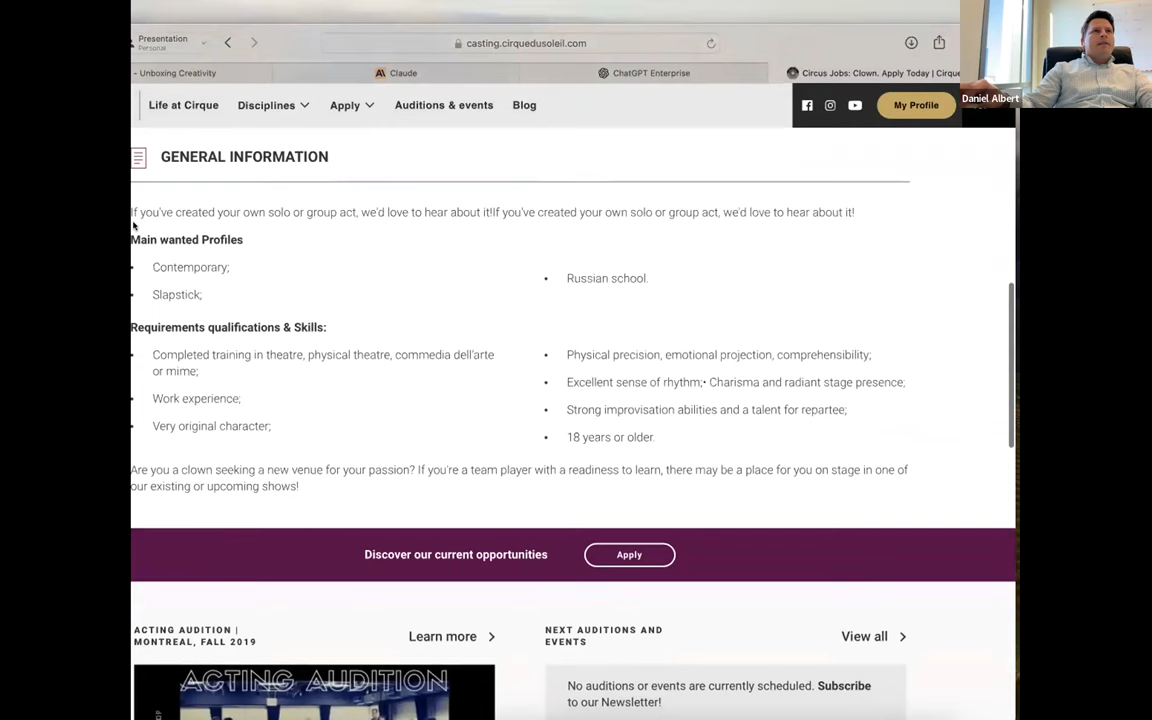 Presentation
Personal
casting.cirquedusoleil.com
- Unboxing Creativity
Claude
ChatGPT Enterprise
Circus Jobs: Clown. Apply Today | Cirque
Daniel Albert
Life at Cirque
Disciplines
Apply
Auditions & events
Blog
My Profile
GENERAL INFORMATION
If you've created your own solo or group act, we'd love to hear about it!If you've created your own solo or group act, we'd love to hear about it!
Main wanted Profiles
• Contemporary;
• Slapstick;
• Russian school.
Requirements qualifications & Skills:
• Completed training in theatre, physical theatre, commedia dell'arte
or mime;
• Work experience;
• Very original character;
• Physical precision, emotional projection, comprehensibility;
• Excellent sense of rhythm;• Charisma and radiant stage presence;
• Strong improvisation abilities and a talent for repartee;
• 18 years or older.
Are you a clown seeking a new venue for your passion? If you're a team player with a readiness to learn, there may be a place for you on stage in one of
our existing or upcoming shows!
Discover our current opportunities
Apply
ACTING AUDITION |
MONTREAL, FALL 2019
Learn more
NEXT AUDITIONS AND
EVENTS
View all
ACTING AUDITION
No auditions or events are currently scheduled. Subscribe
to our Newsletter!